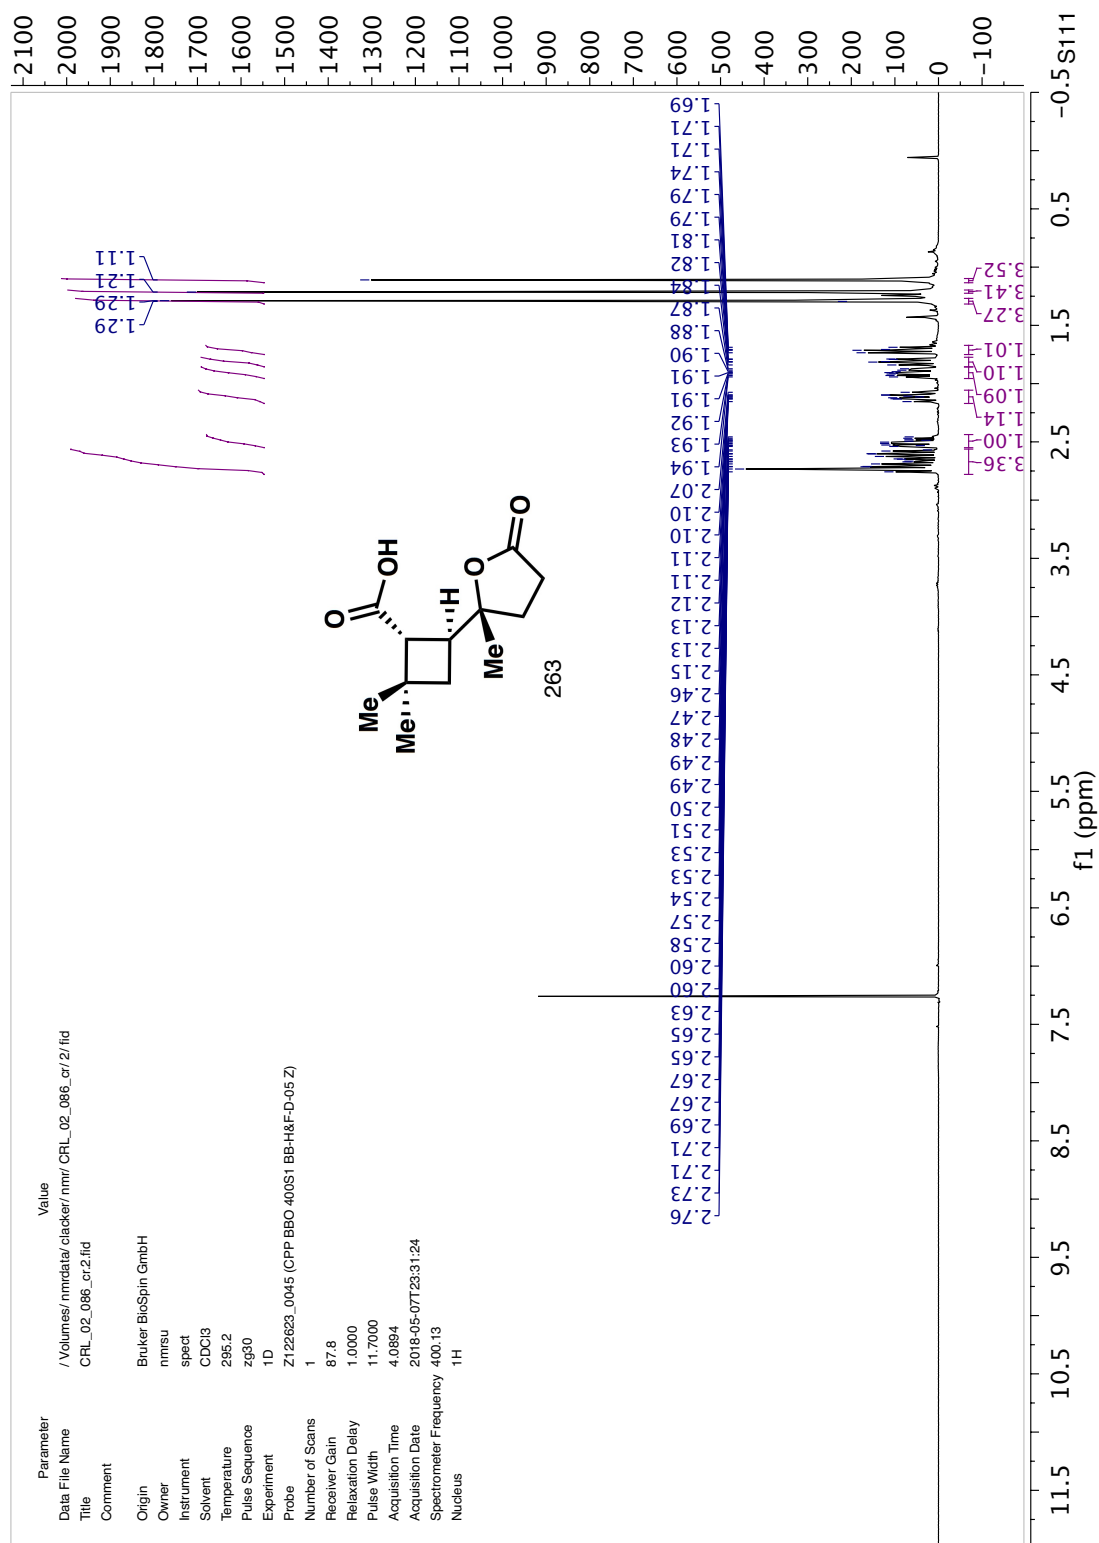 Parameter Value
Data File Name / Volumes/ nmrdata/ clacker/ nmr/ CRL_02_086_cr/ 2/ fid
Title CRL_02_086_cr.2.fid
Comment
Origin Bruker BioSpin GmbH
Owner nmrsu
Instrument spect
Solvent CDCl3
Temperature 295.2
Pulse Sequence zg30
Experiment 1D
Probe Z122623_0045 (CPP BBO 400S1 BB-H&F-D-05 Z)
Number of Scans 1
Receiver Gain 87.8
Relaxation Delay 1.0000
Pulse Width 11.7000
Acquisition Time 4.0894
Acquisition Date 2018-05-07T23:31:24
Spectrometer Frequency 400.13
Nucleus 1H
O
OH
Me
Me
H
O
O
Me
263
1.29
1.29
1.21
1.11
2.76
2.73
2.71
2.71
2.69
2.67
2.67
2.65
2.65
2.63
2.60
2.60
2.58
2.57
2.54
2.53
2.53
2.51
2.50
2.49
2.49
2.48
2.47
2.46
2.15
2.13
2.13
2.12
2.11
2.11
2.10
2.10
2.07
1.94
1.93
1.92
1.91
1.91
1.90
1.88
1.87
1.84
1.82
1.81
1.79
1.79
1.74
1.71
1.71
1.69
3.36
1.00
1.14
1.09
1.10
1.01
3.27
3.41
3.52
2100
2000
1900
1800
1700
1600
1500
1400
1300
1200
1100
1000
900
800
700
600
500
400
300
200
100
0
-100
11.5 10.5 9.5 8.5 7.5 6.5 5.5 4.5 3.5 2.5 1.5 0.5 -0.5
f1 (ppm)
S111